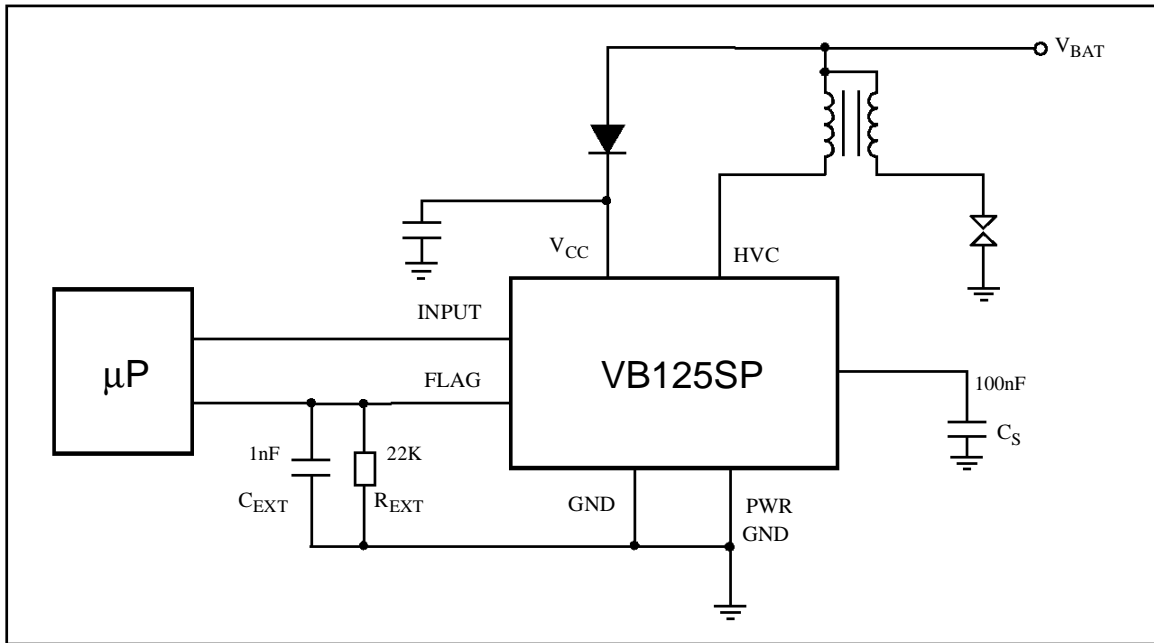 V_BAT
V_CC
HVC
INPUT
μP
VB125SP
FLAG
100nF
C_S
1nF
22K
C_EXT
R_EXT
GND
PWR
GND